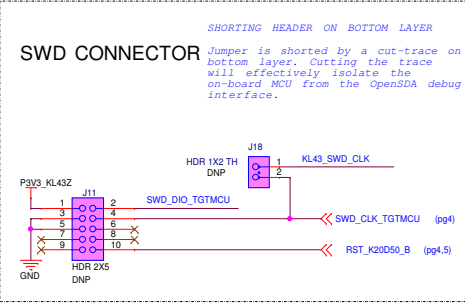 SHORTING HEADER ON BOTTOM LAYER
SWD CONNECTOR
Jumper is shorted by a cut-trace on
bottom layer. Cutting the trace
will effectively isolate the
on-board MCU from the OpenSDA debug
interface.
J18
HDR 1X2 TH
DNP
1
2
KL43_SWD_CLK
P3V3_KL43Z
J11
1 2
3 4
5 6
7 8
9 10
SWD_DIO_TGTMCU
SWD_CLK_TGTMCU (pg4)
RST_K20D50_B (pg4,5)
GND
HDR 2X5
DNP